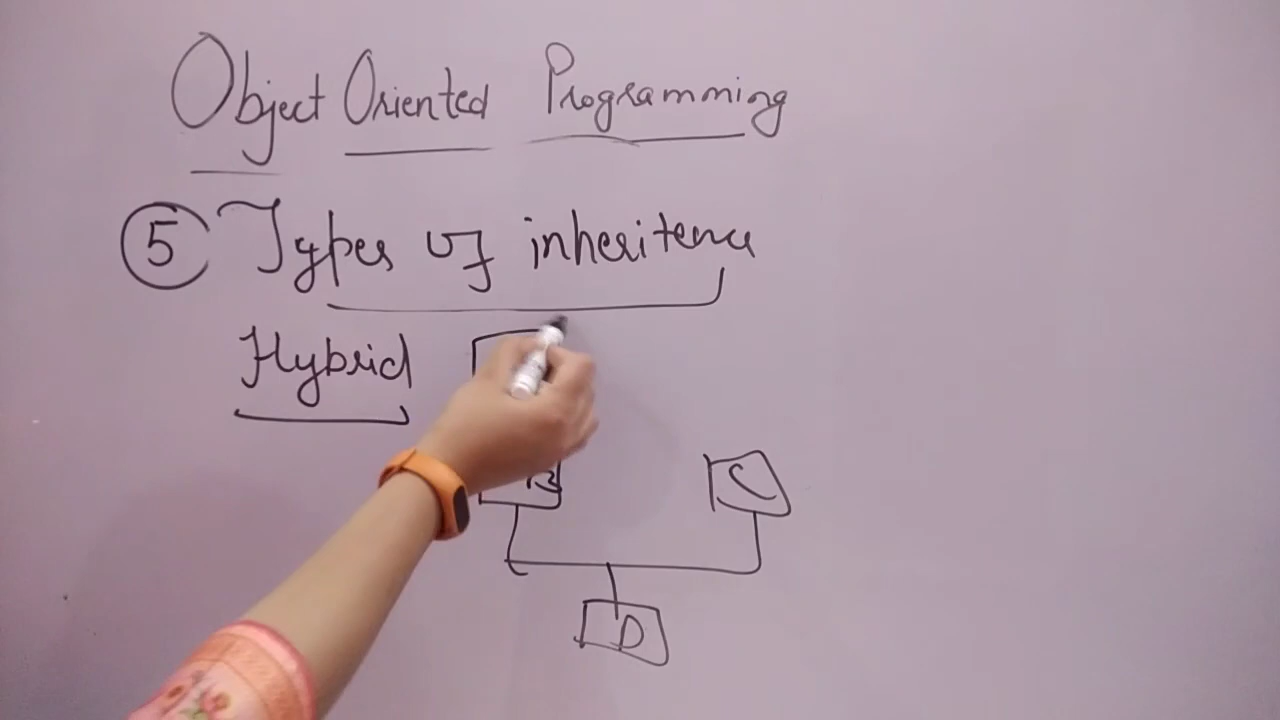 Object Oriented Programming
5 Types of inheritence
Hybrid
B C
D